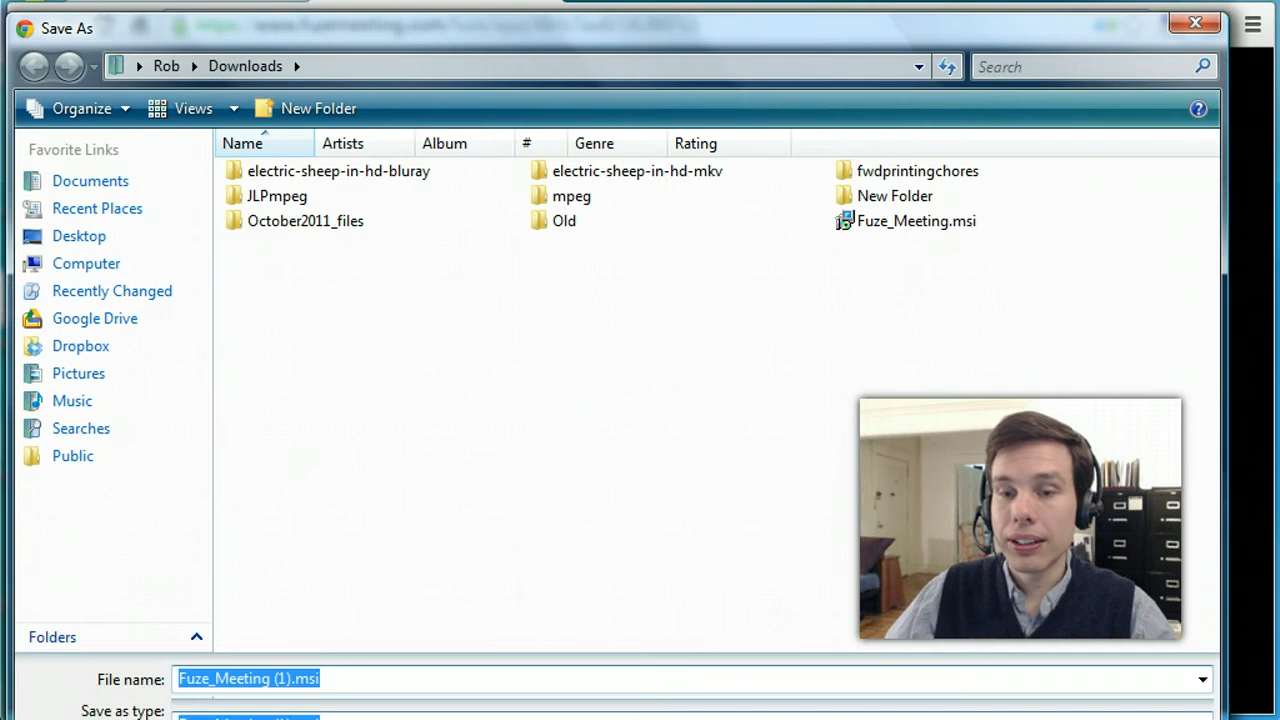 Save As
Rob Downloads
Search
Organize Views New Folder
Favorite Links
Documents
Recent Places
Desktop
Computer
Recently Changed
Google Drive
Dropbox
Pictures
Music
Searches
Public
Folders
Name Artists Album # Genre Rating
electric-sheep-in-hd-bluray electric-sheep-in-hd-mkv fwdprintingchores
JLPmpeg mpeg New Folder
October2011_files Old Fuze_Meeting.msi
File name: Fuze_Meeting (1).msi
Save as type: